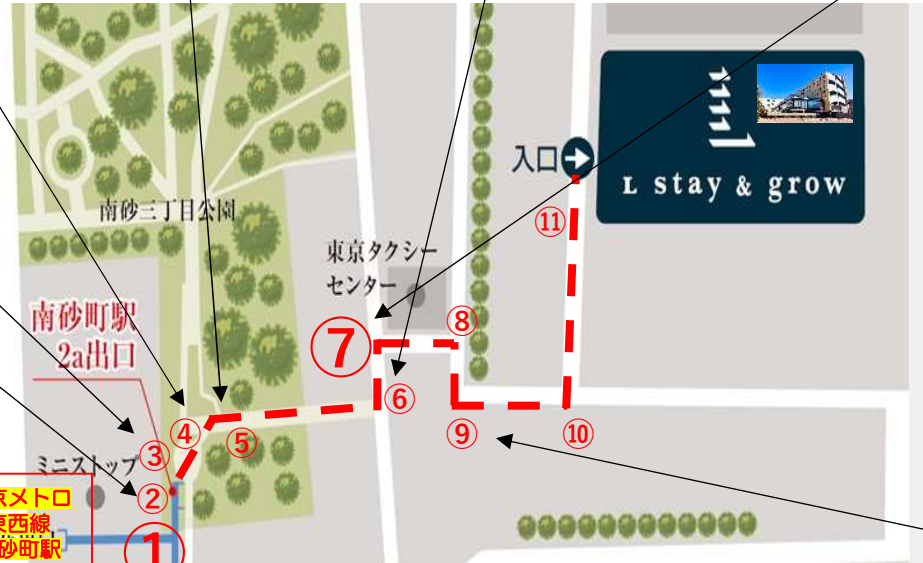 入口
L stay & grow
⑪
南砂三丁目公園
東京タクシー
センター
南砂町駅
2a出口
⑦
⑧
⑥
④
⑤
③
⑨
⑩
ミニストップ
②
メトロ
東西線
砂町駅
①